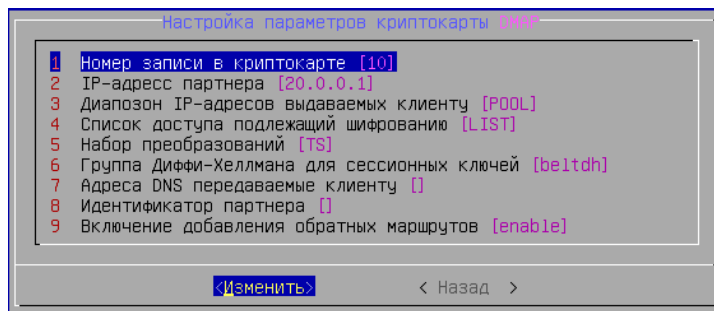 Настройка параметров криптокарты DMAP
1 Номер записи в криптокарте [10]
2 IP-адресс партнера [20.0.0.1]
3 Диапозон IP-адресов выдаваемых клиенту [POOL]
4 Список доступа подлежащий шифрованию [LIST]
5 Набор преобразований [TS]
6 Группа Диффи-Хеллмана для сессионных ключей [beltdh]
7 Адреса DNS передаваемые клиенту []
8 Идентификатор партнера []
9 Включение добавления обратных маршрутов [enable]
<Изменить> < Назад >